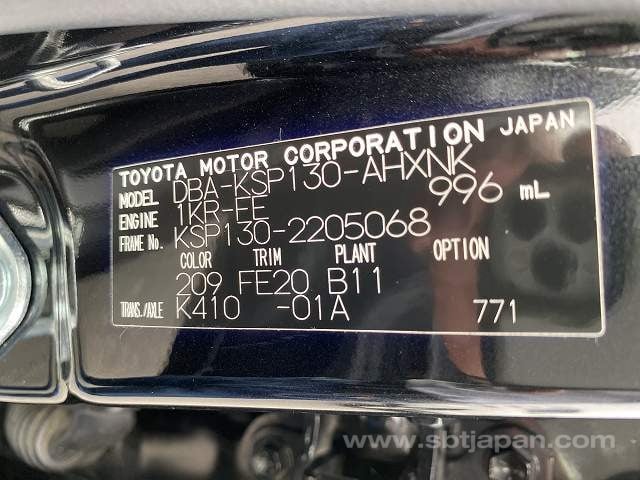 TOYOTA MOTOR CORPORATION JAPAN
MODEL DBA-KSP130-AHXNK
ENGINE 1KR-FE 996 mL
FRAME No. KSP130-2205068
COLOR TRIM PLANT OPTION
209 FE20 B11
TRANS./AXLE K410 -01A 771
www.sbtjapan.com